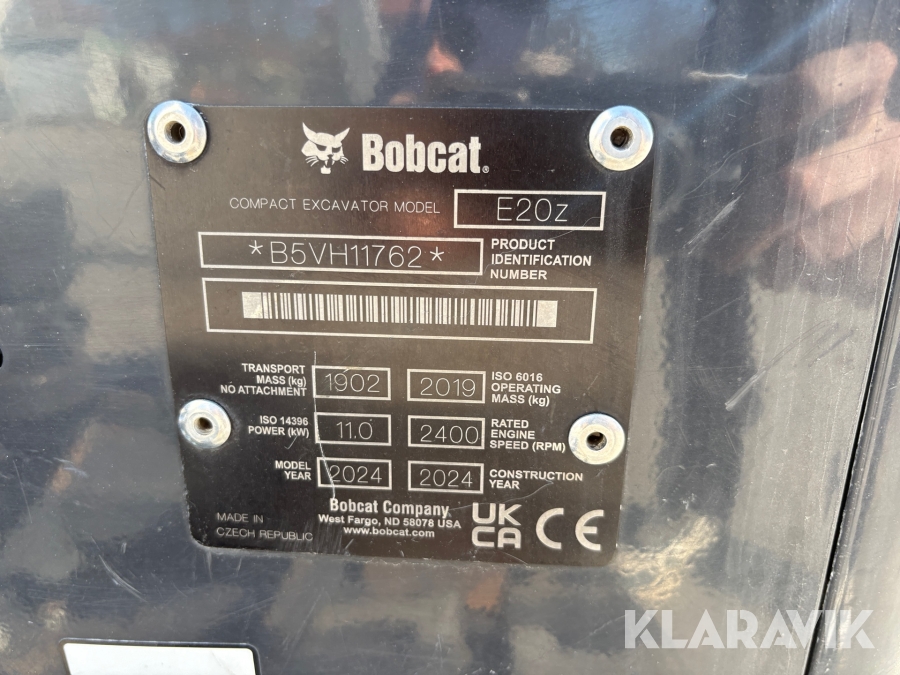 Bobcat®
COMPACT EXCAVATOR MODEL E20z
*B5VH11762*
PRODUCT
IDENTIFICATION
NUMBER
TRANSPORT
MASS (kg)
NO ATTACHMENT
1902
2019
ISO 6016
OPERATING
MASS (kg)
ISO 14396
POWER (kW)
11.0
2400
RATED
ENGINE
SPEED (RPM)
MODEL
YEAR
2024
2024
CONSTRUCTION
YEAR
Bobcat Company
West Fargo, ND 58078 USA
www.bobcat.com
MADE IN
CZECH REPUBLIC
UK
CA
CE
KLARAVIK